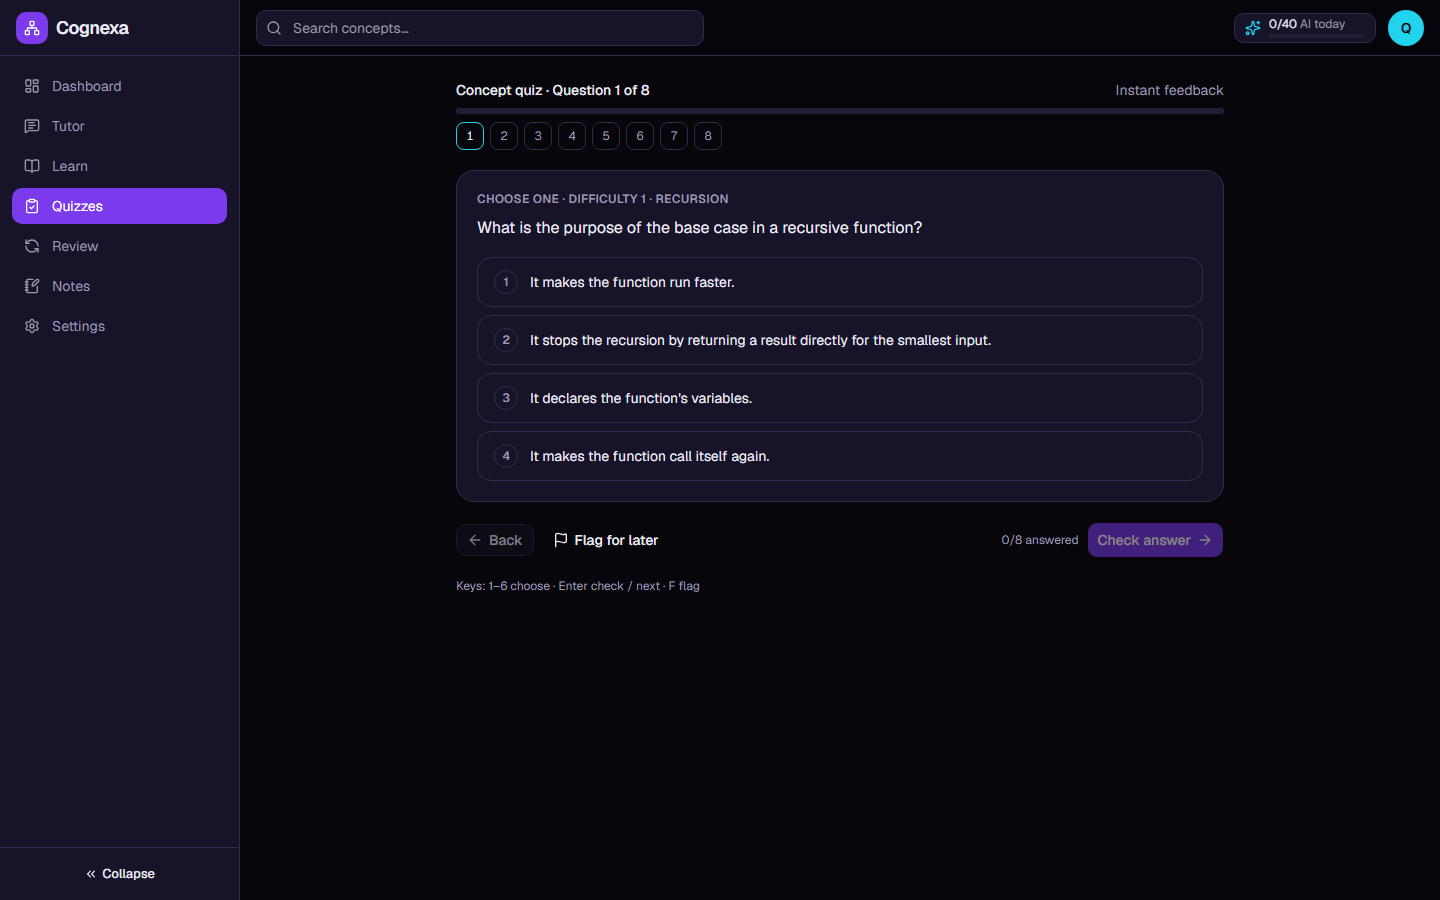 Cognexa
Search concepts...
0/40 AI today
Q
Dashboard
Tutor
Learn
Quizzes
Review
Notes
Settings
Collapse
Concept quiz · Question 1 of 8
Instant feedback
1 2 3 4 5 6 7 8
CHOOSE ONE · DIFFICULTY 1 · RECURSION
What is the purpose of the base case in a recursive function?
1 It makes the function run faster.
2 It stops the recursion by returning a result directly for the smallest input.
3 It declares the function's variables.
4 It makes the function call itself again.
Back
Flag for later
0/8 answered
Check answer
Keys: 1–6 choose · Enter check / next · F flag